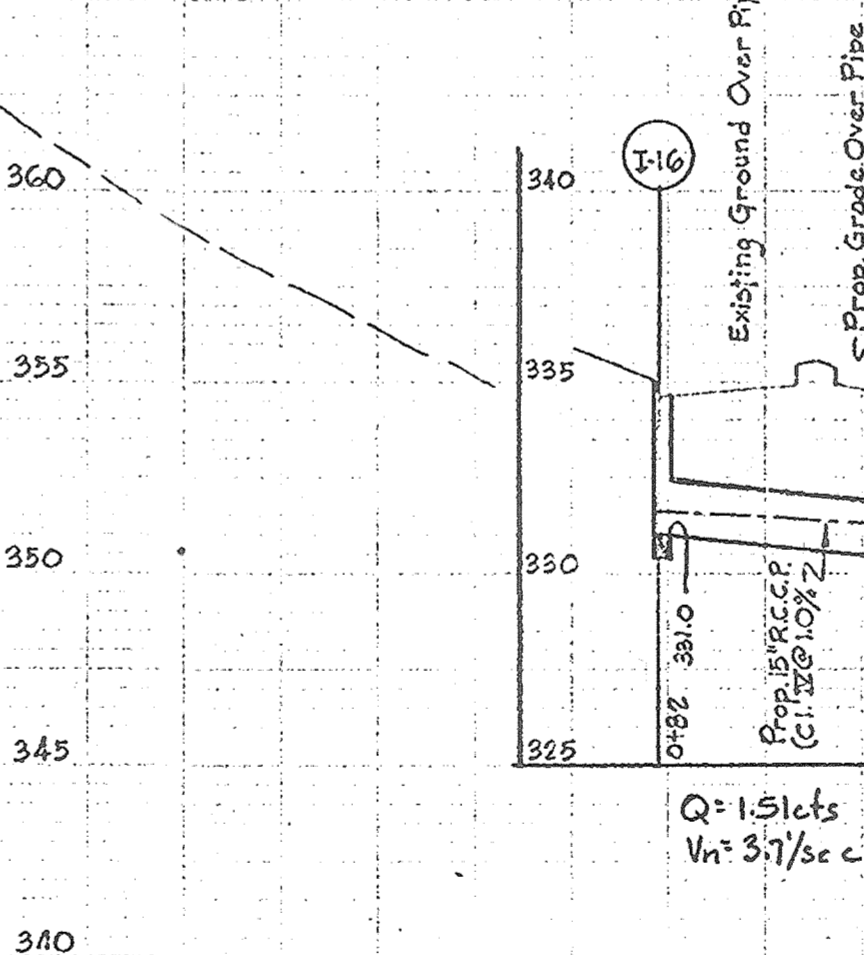 360
355
350
345
340
I-16
340
335
330
325
Existing Ground Over
Prop. Grade Over Pipe
0+82
331.0
Prop. 15" R.C.C.P.
(Cl. IV @ 1.0%
Q = 1.51cfs
Vn = 3.7'/sec